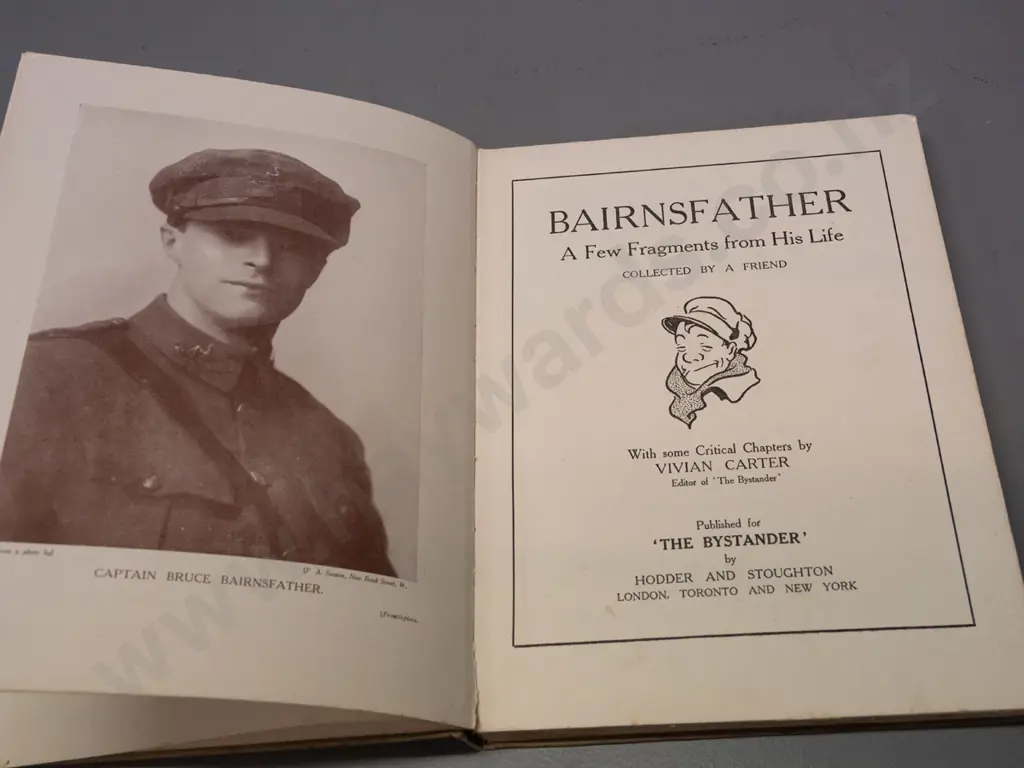 CAPTAIN BRUCE BAIRNSFATHER.
BAIRNSFATHER
A Few Fragments from His Life
COLLECTED BY A FRIEND
With some Critical Chapters by
VIVIAN CARTER
Editor of 'The Bystander'
Published for
'THE BYSTANDER'
by
HODDER AND STOUGHTON
LONDON, TORONTO AND NEW YORK